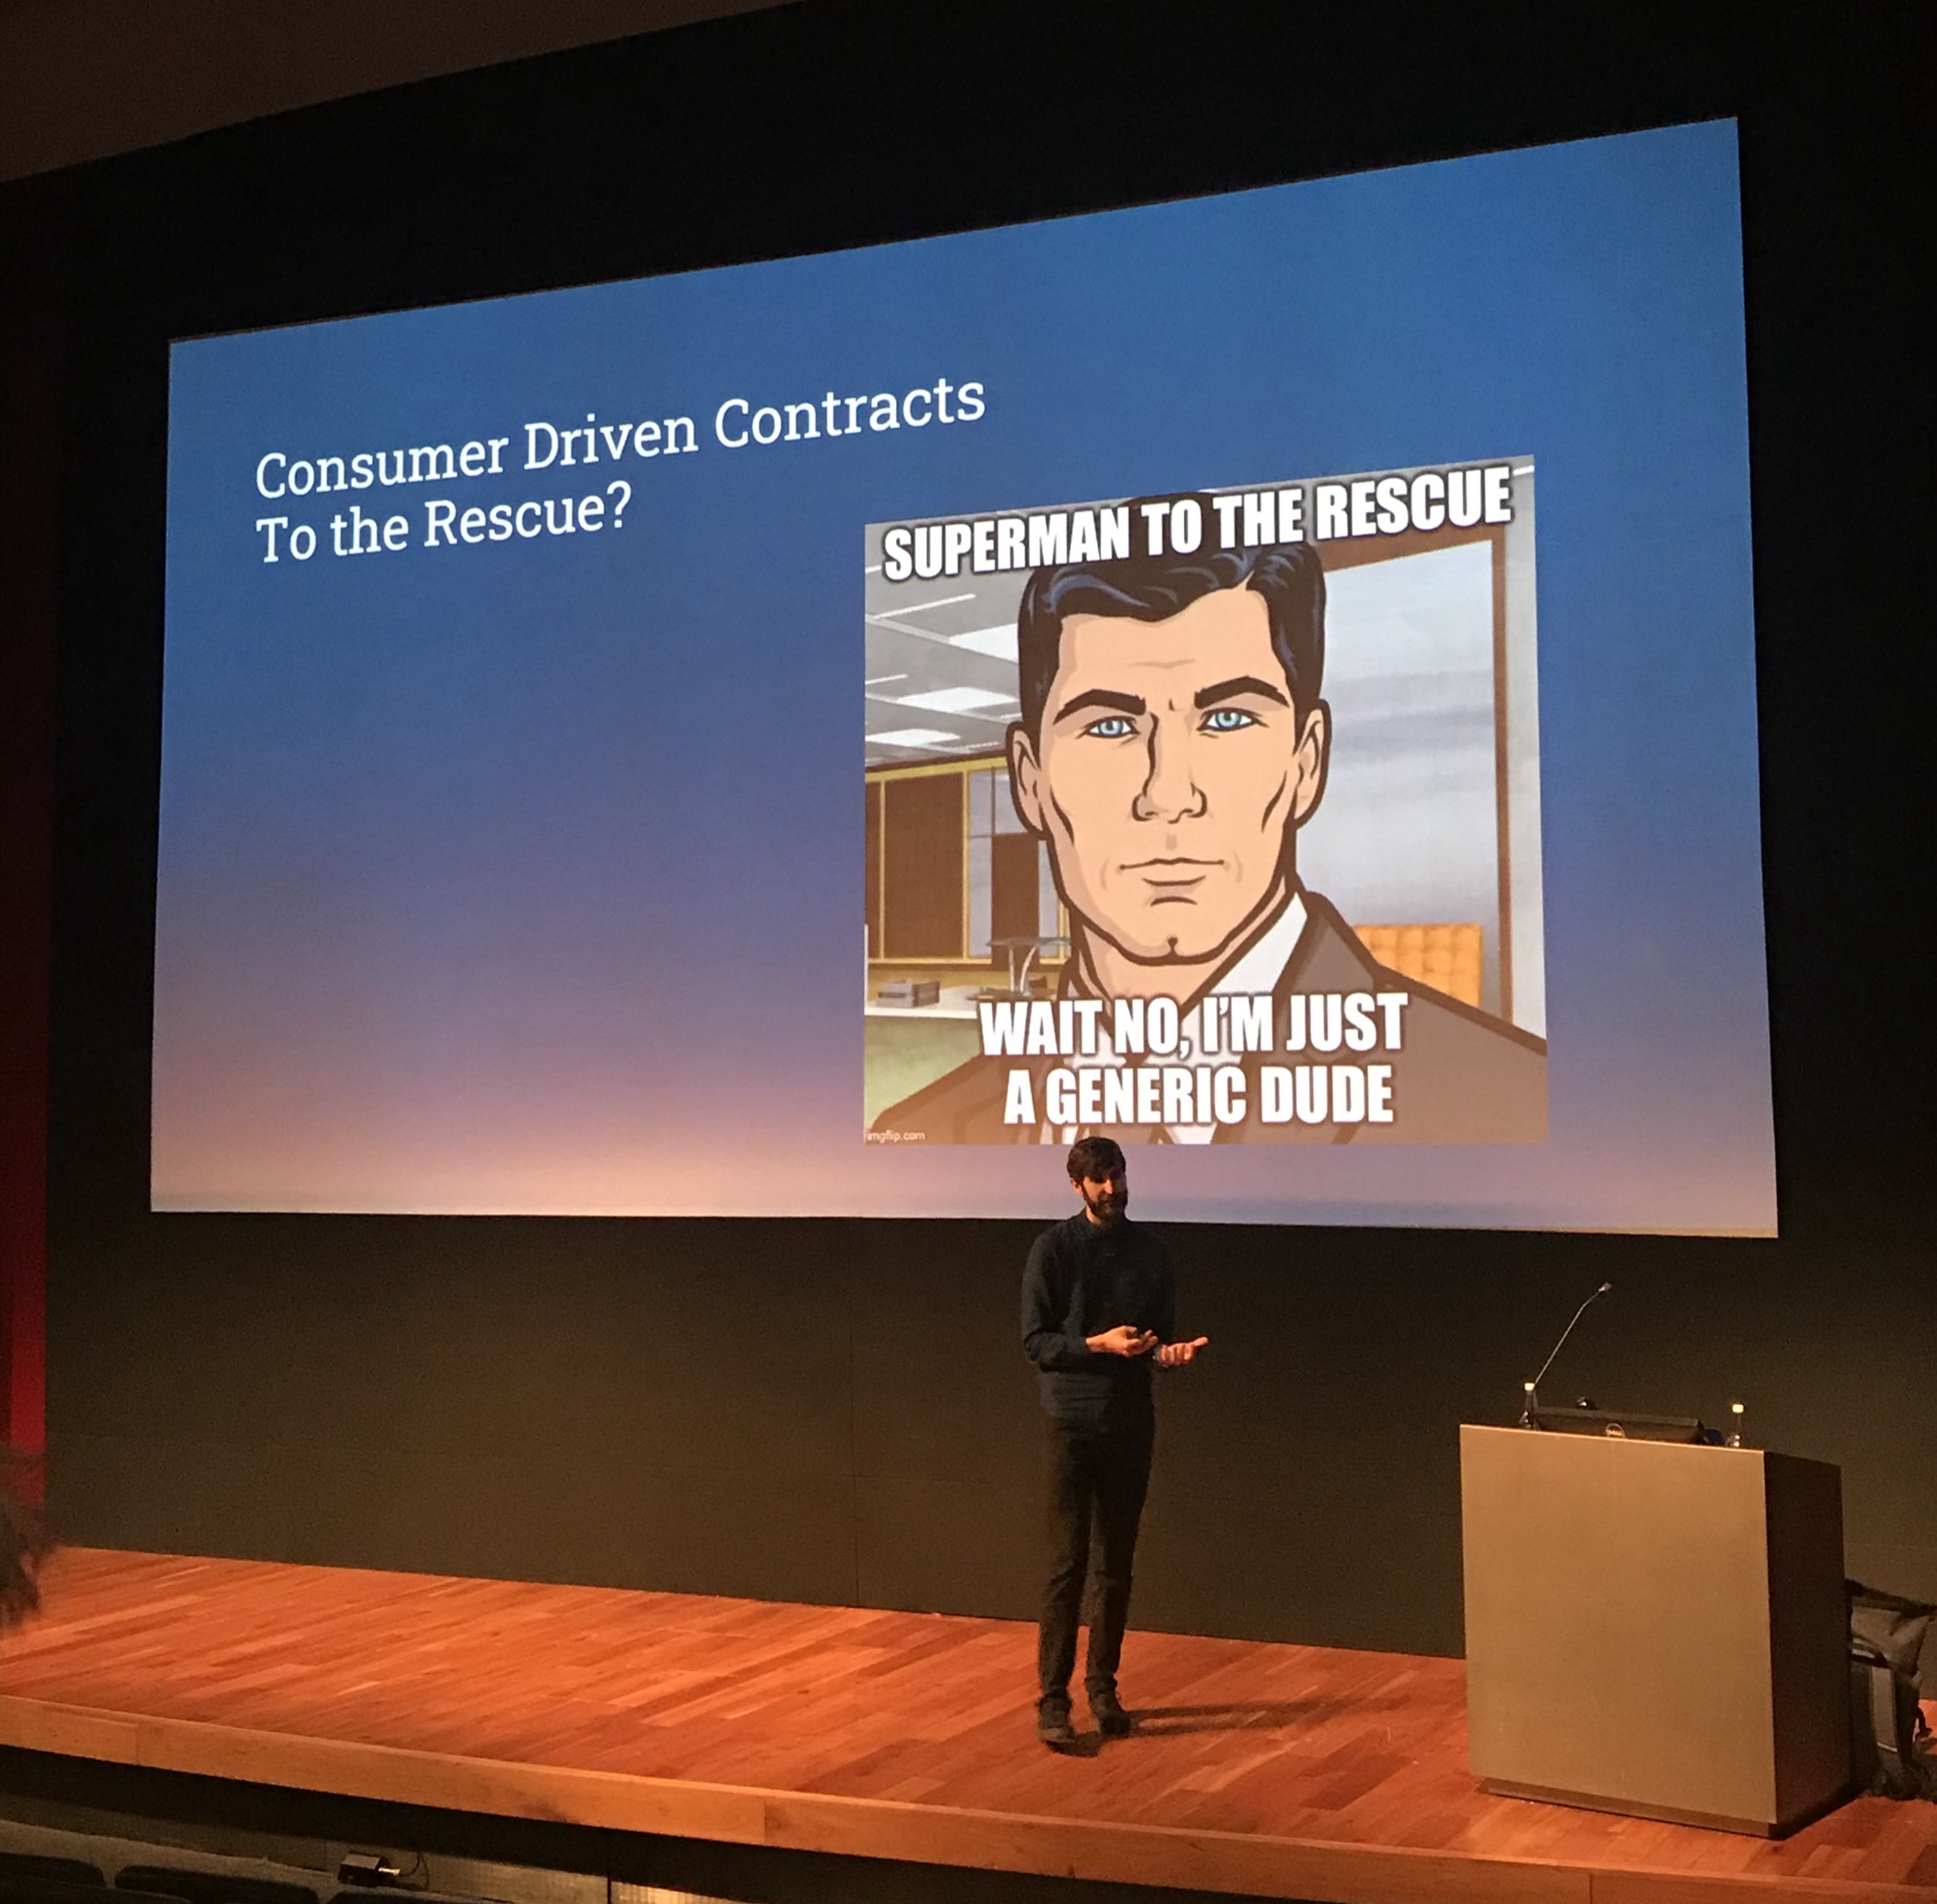 Consumer Driven Contracts
To the Rescue?
SUPERMAN TO THE RESCUE
WAIT NO, I'M JUST
A GENERIC DUDE
imgflip.com